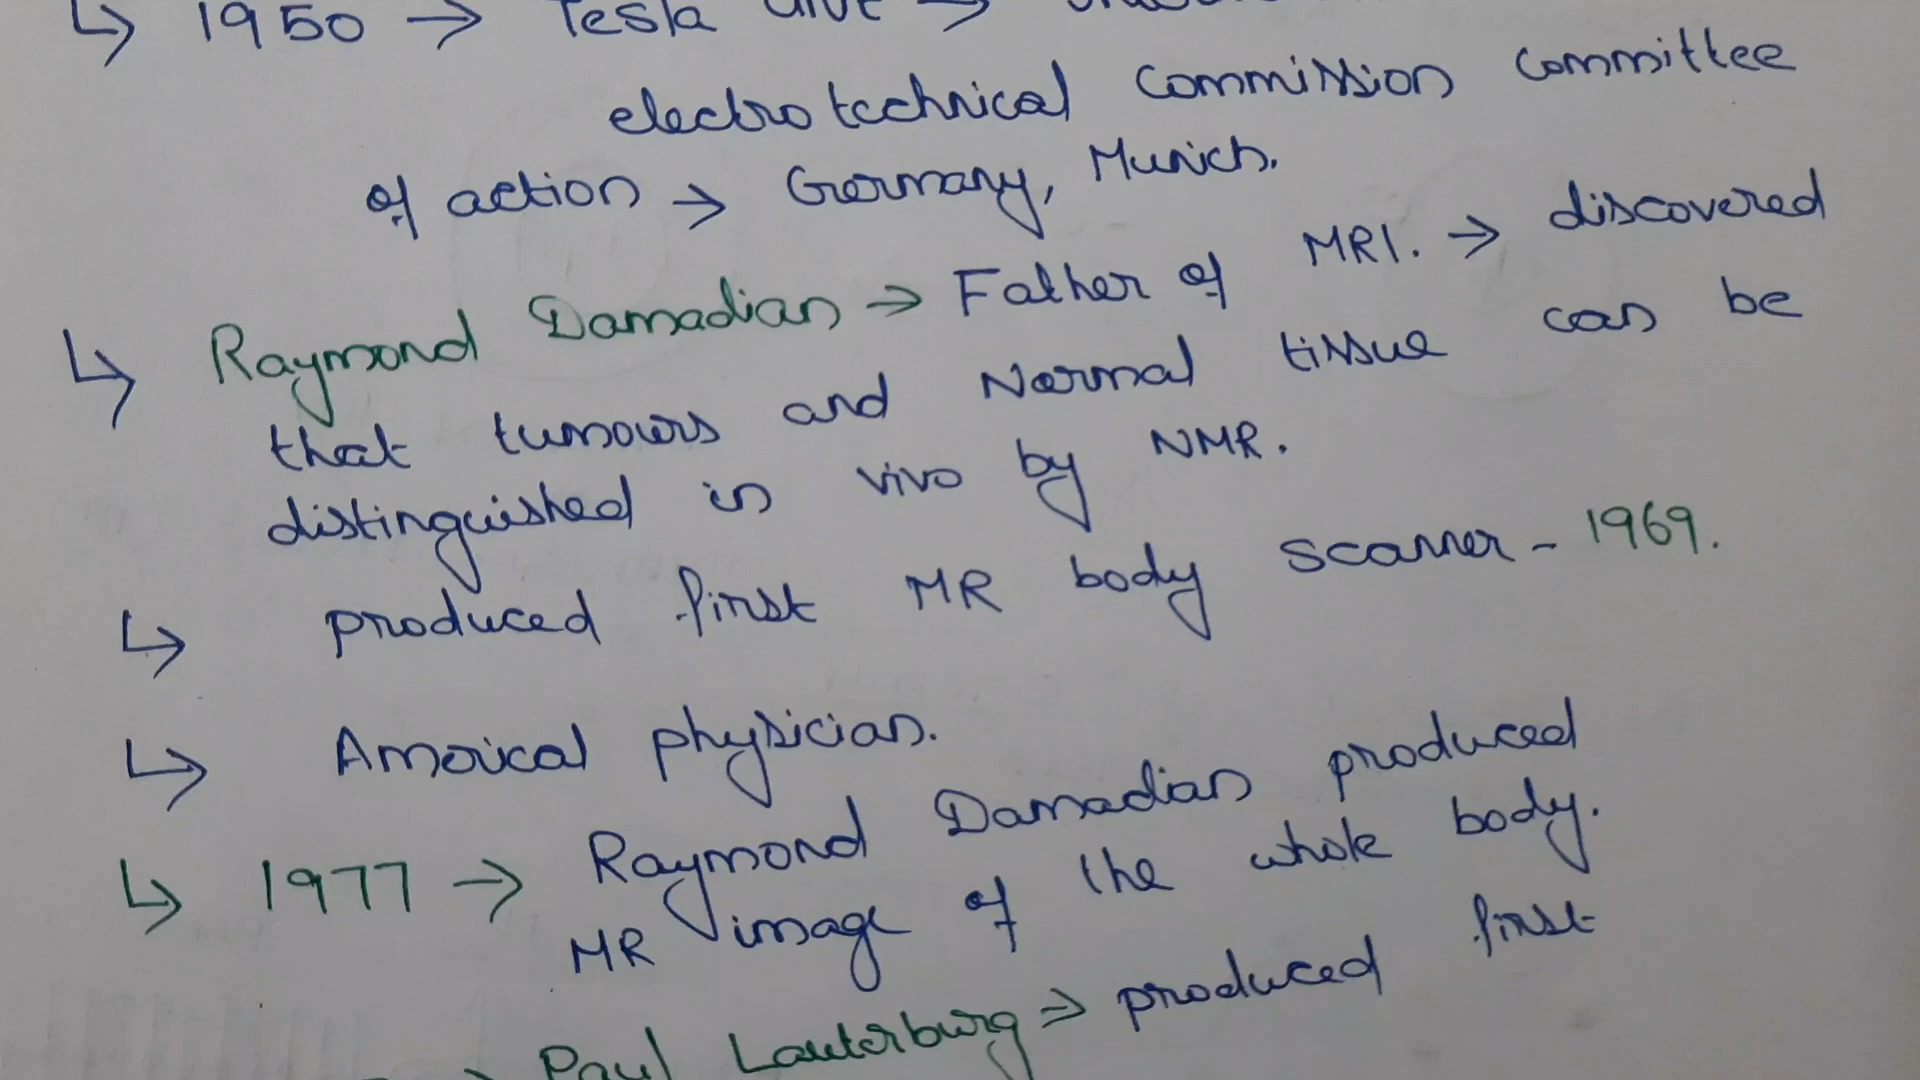 ↳ 1950 → Tesla unit →
electrotechnical commission committee
of action → Germany, Munich.
↳ Raymond Damadian → Father of MRI. → discovered
that tumours and Normal tissue can be
distinguished in vivo by NMR.
↳ produced first MR body scanner - 1969.
↳ Americal physician.
↳ 1977 → Raymond Damadian produced
MR image of the whole body.
→ Paul Lauterburg ⇒ produced first